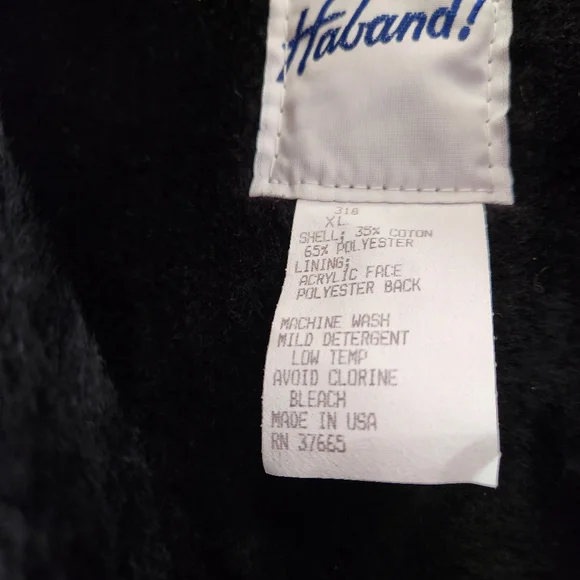 Haband!
318
XL
SHELL; 35% COTON
65% POLYESTER
LINING;
ACRYLIC FACE
POLYESTER BACK
MACHINE WASH
MILD DETERGENT
LOW TEMP
AVOID CLORINE
BLEACH
MADE IN USA
RN 37665